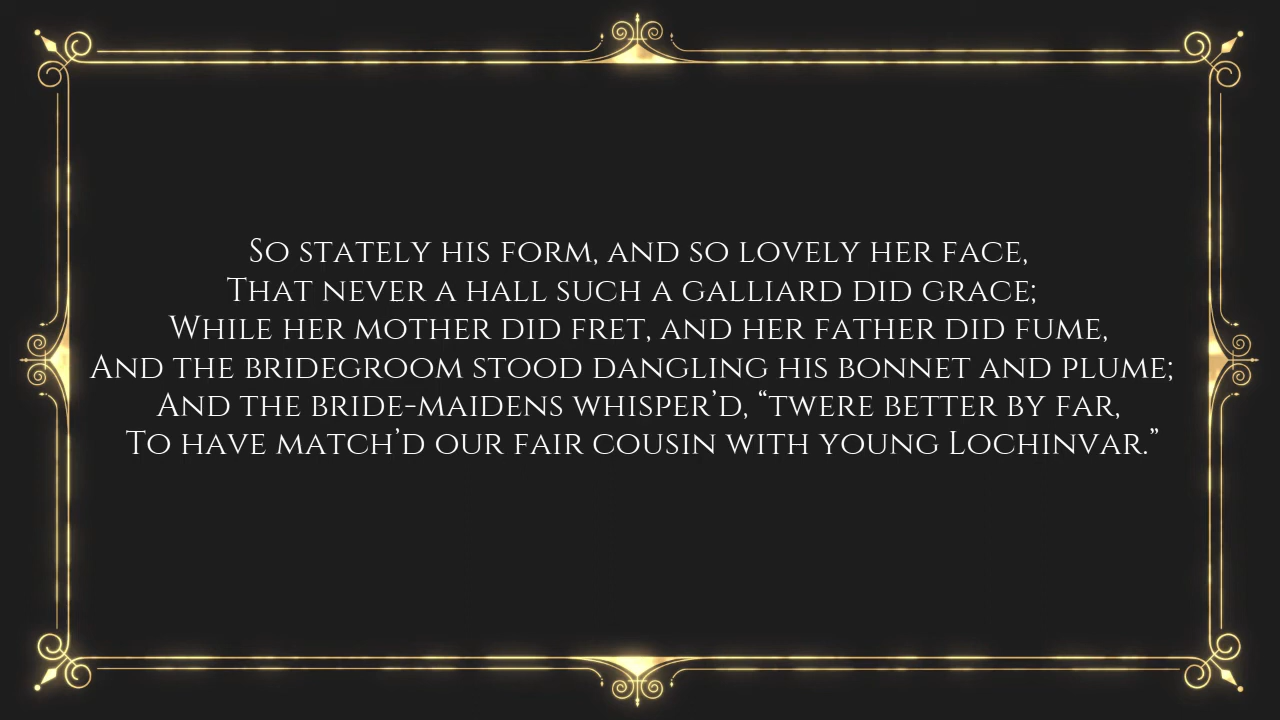 So stately his form, and so lovely her face,
That never a hall such a galliard did grace;
While her mother did fret, and her father did fume,
And the bridegroom stood dangling his bonnet and plume;
And the bride-maidens whisper’d, “twere better by far,
To have match’d our fair cousin with young Lochinvar.”